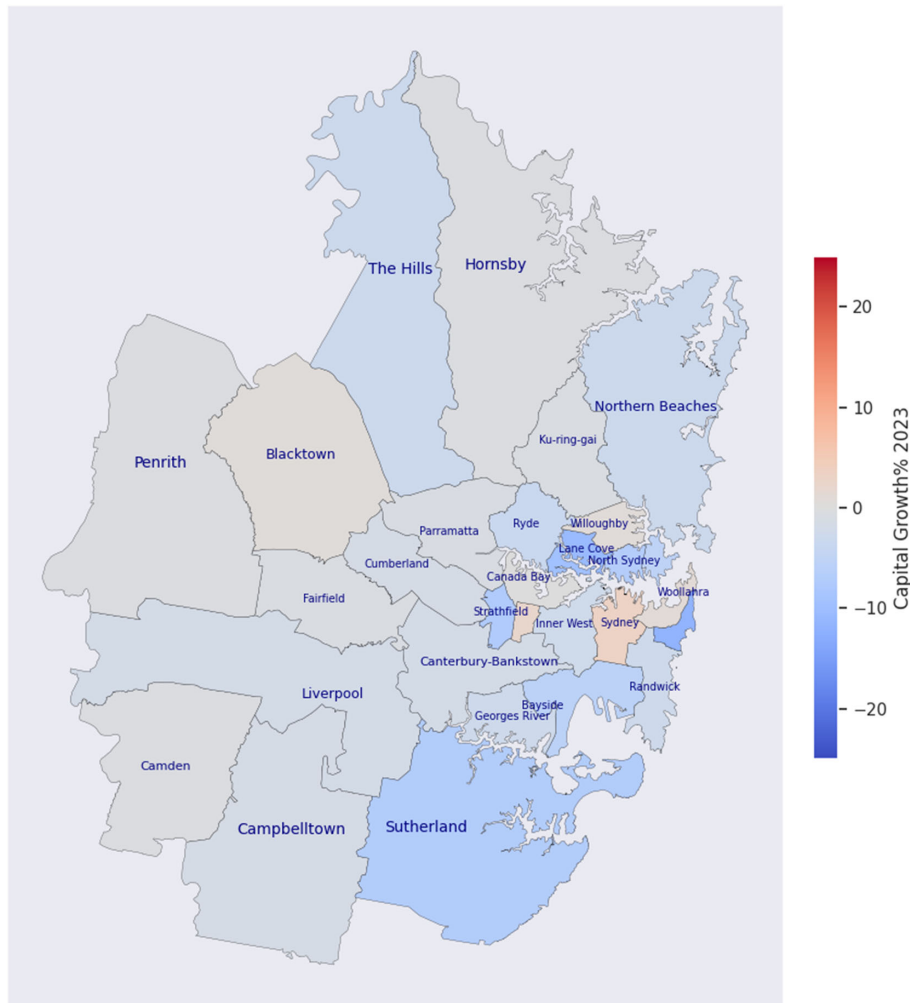 The Hills
Hornsby
Northern Beaches
Ku-ring-gai
Blacktown
Penrith
Ryde
Willoughby
Parramatta
Lane Cove
North Sydney
Cumberland
Canada Bay
Woollahra
Fairfield
Strathfield
Inner West
Sydney
Canterbury-Bankstown
Randwick
Liverpool
Bayside
Georges River
Camden
Campbelltown
Sutherland
20
10
0
−10
−20
Capital Growth% 2023